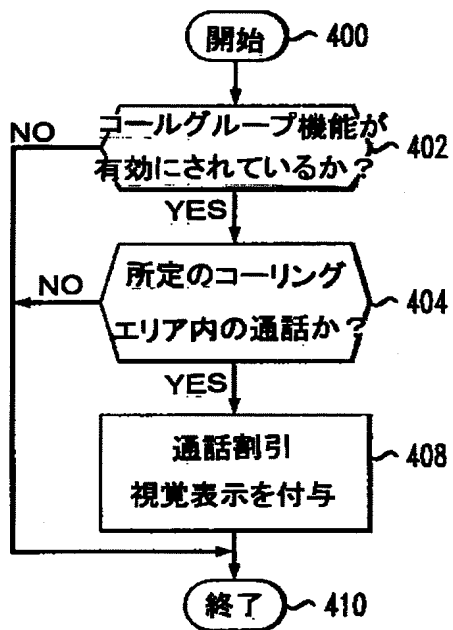 開始
400
コールグループ機能が
有効にされているか?
402
NO
YES
所定のコーリング
エリア内の通話か?
404
NO
YES
通話割引
視覚表示を付与
408
終了
410